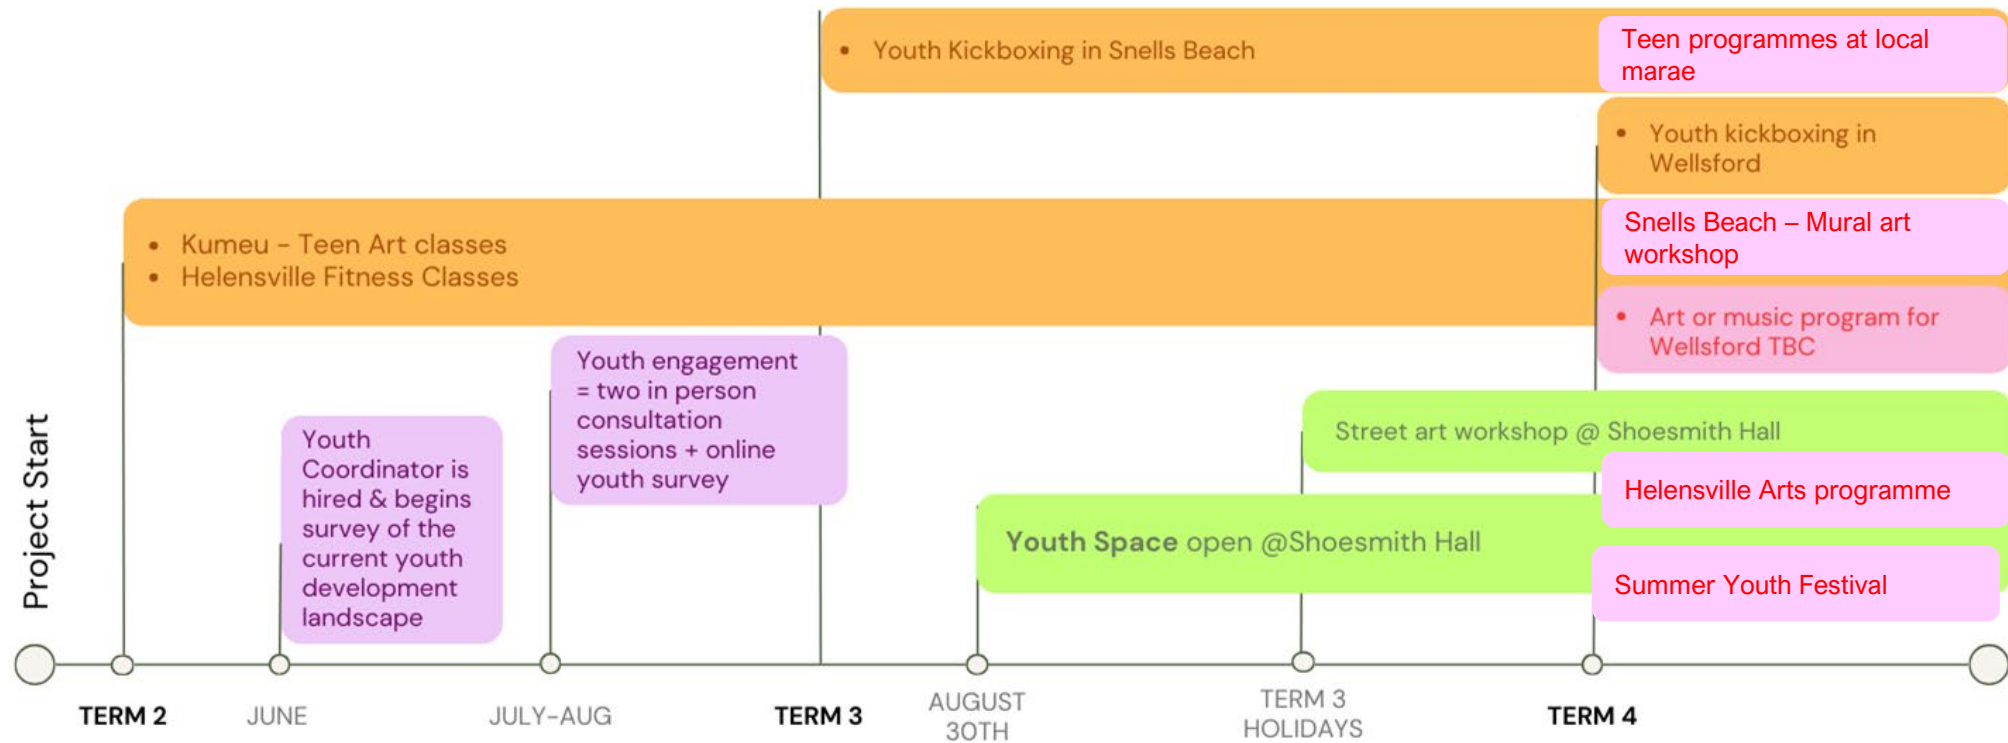 • Youth Kickboxing in Snells Beach
Teen programmes at local
marae
• Youth kickboxing in
Wellsford
• Kumeu - Teen Art classes
• Helensville Fitness Classes
Snells Beach – Mural art
workshop
• Art or music program for
Wellsford TBC
Youth engagement
= two in person
consultation
sessions + online
youth survey
Youth
Coordinator is
hired & begins
survey of the
current youth
development
landscape
Street art workshop @ Shoesmith Hall
Helensville Arts programme
Youth Space open @Shoesmith Hall
Summer Youth Festival
Project Start
TERM 2
JUNE
JULY-AUG
TERM 3
AUGUST
30TH
TERM 3
HOLIDAYS
TERM 4